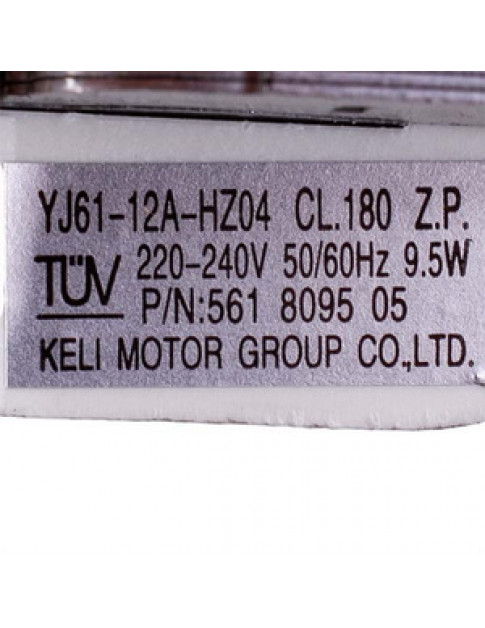 YJ61-12A-HZ04 CL.180 Z.P.
TÜV 220-240V 50/60Hz 9.5W
P/N:561 8095 05
KELI MOTOR GROUP CO.,LTD.